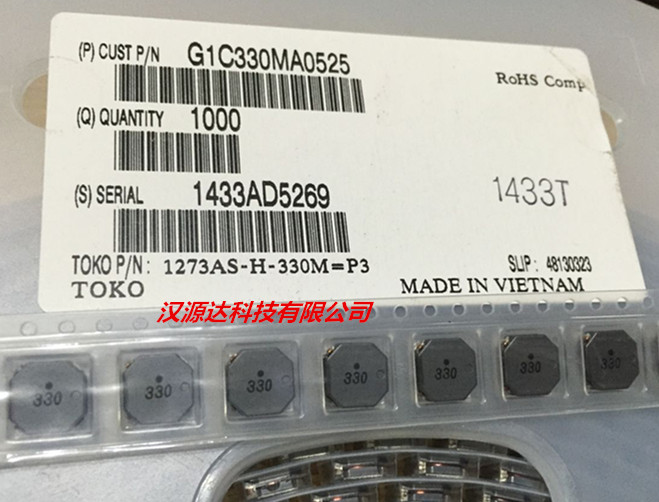 (P) CUST P/N G1C330MA0525
RoHS Comp
(Q) QUANTITY 1000
(S) SERIAL 1433AD5269
1433T
TOKO P/N: 1273AS-H-330M=P3
SLIP: 48130323
TOKO
MADE IN VIETNAM
汉源达科技有限公司
330 330 330 330 330 330 330